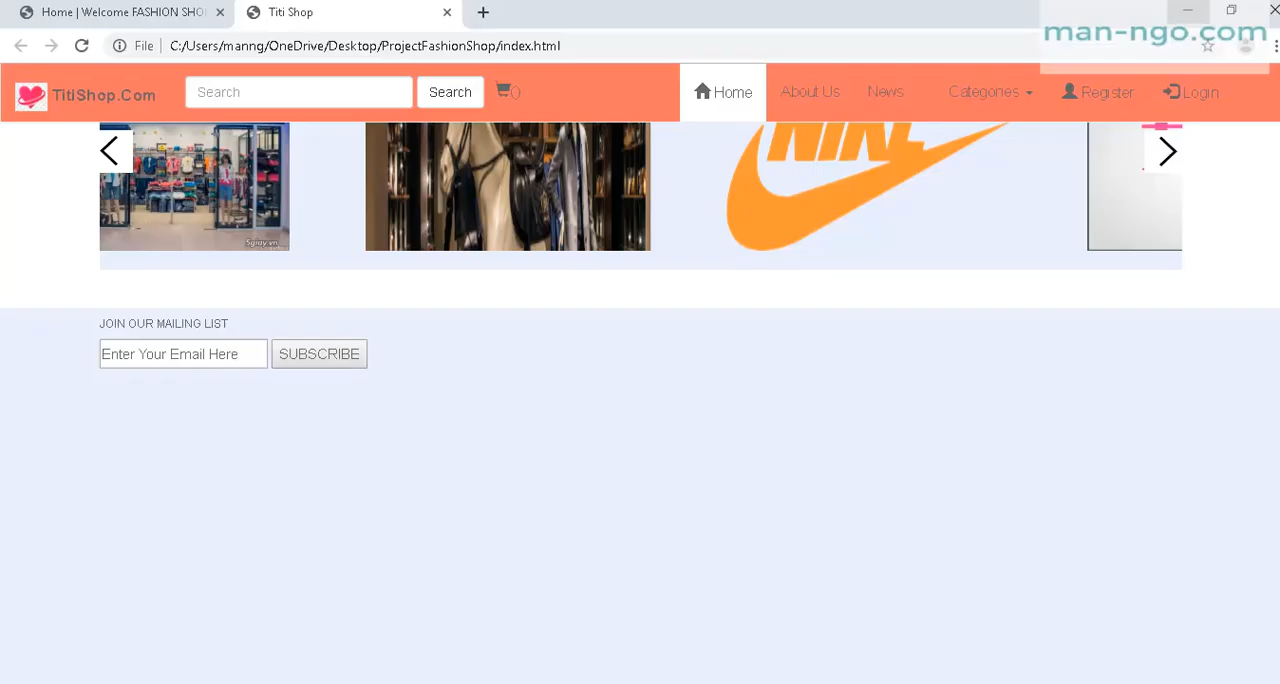 Home | Welcome FASHION SHO
Titi Shop
man-ngo.com
File
C:/Users/manng/OneDrive/Desktop/ProjectFashionShop/index.html
TitiShop.Com
Search
Search
()
Home
About Us
News
Categories
Register
Login
NIKE
5giay.vn
JOIN OUR MAILING LIST
Enter Your Email Here
SUBSCRIBE